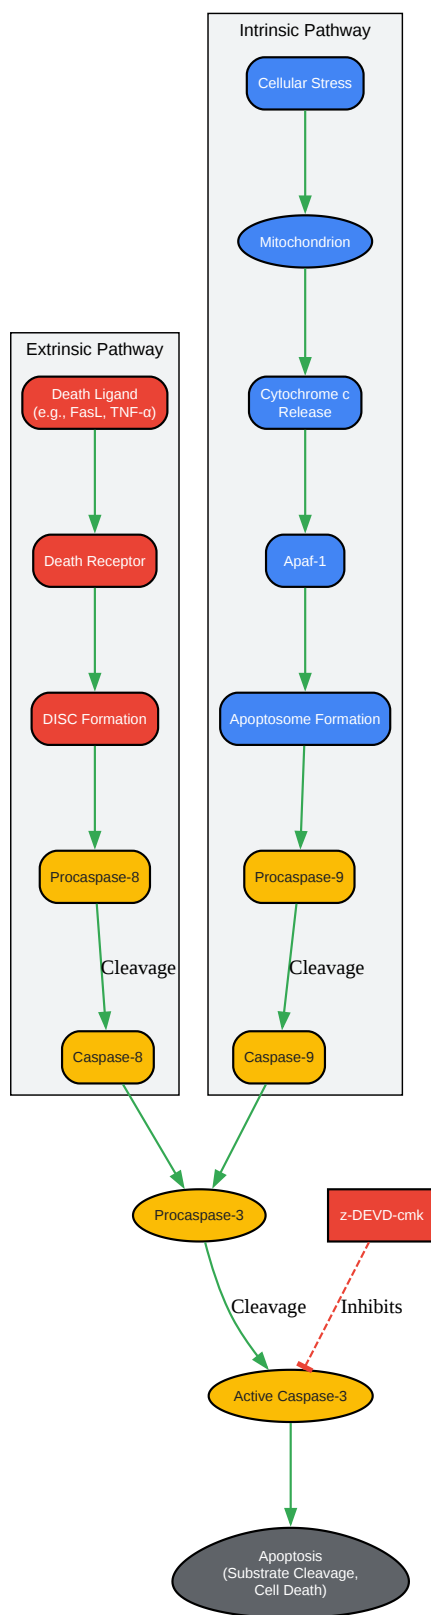 Intrinsic Pathway
Cellular Stress
Mitochondrion
Cytochrome c
Release
Apaf-1
Apoptosome Formation
Procaspase-9
Cleavage
Caspase-9
Extrinsic Pathway
Death Ligand
(e.g., FasL, TNF-α)
Death Receptor
DISC Formation
Procaspase-8
Cleavage
Caspase-8
Procaspase-3
z-DEVD-cmk
Cleavage
Inhibits
Active Caspase-3
Apoptosis
(Substrate Cleavage,
Cell Death)